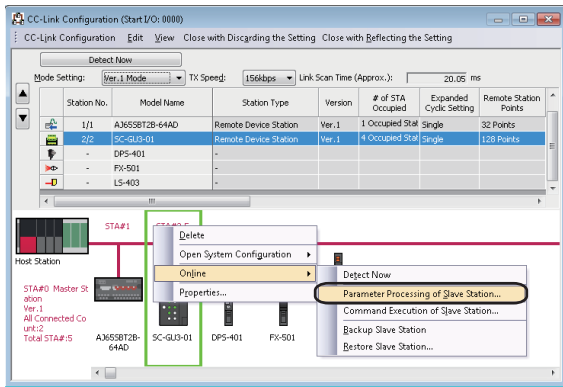 CC-Link Configuration (Start I/O: 0000)
CC-Link Configuration Edit View Close with Discarding the Setting Close with Reflecting the Setting
Detect Now
Mode Setting: Ver.1 Mode TX Speed: 156kbps Link Scan Time (Approx.): 20.05 ms
Station No. Model Name Station Type Version # of STA Occupied Expanded Cyclic Setting Remote Station Points
1/1 AJ65SBT2B-64AD Remote Device Station Ver.1 1 Occupied Stat Single 32 Points
2/2 SC-GU3-01 Remote Device Station Ver.1 4 Occupied Stat Single 128 Points
- DPS-401 -
- FX-501 -
- LS-403 -
STA#1
Host Station
STA#0 Master St
ation
Ver.1
All Connected Co
unt:2
Total STA#:5
AJ65SBT2B-
64AD
SC-GU3-01
DPS-401
FX-501
Delete
Open System Configuration
Online
Properties...
Detect Now
Parameter Processing of Slave Station...
Command Execution of Slave Station...
Backup Slave Station
Restore Slave Station...